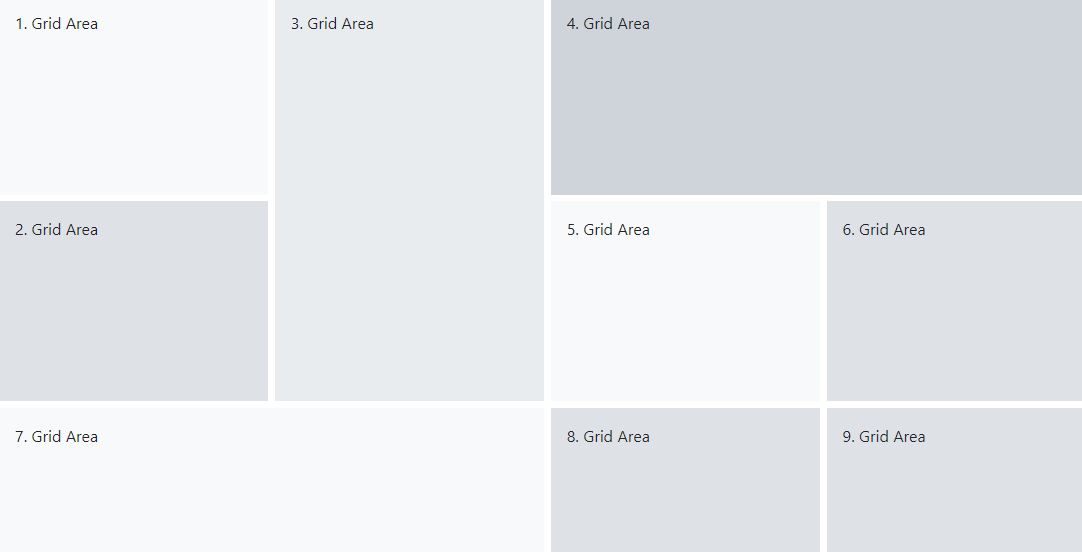 1. Grid Area
3. Grid Area
4. Grid Area
2. Grid Area
5. Grid Area
6. Grid Area
7. Grid Area
8. Grid Area
9. Grid Area